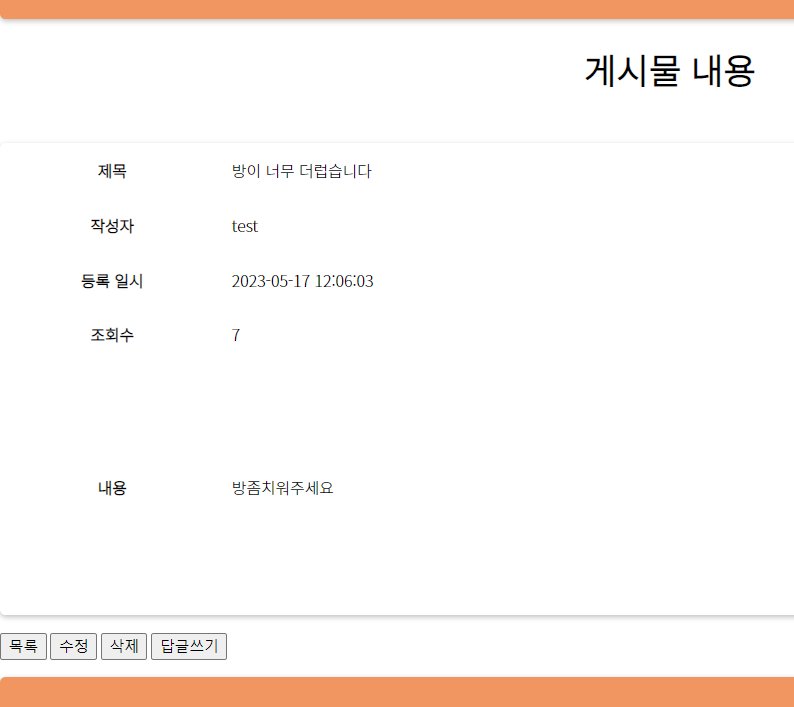 게시물 내용
제목 방이 너무 더럽습니다
작성자 test
등록 일시 2023-05-17 12:06:03
조회수 7
내용 방좀치워주세요
목록 수정 삭제 답글쓰기